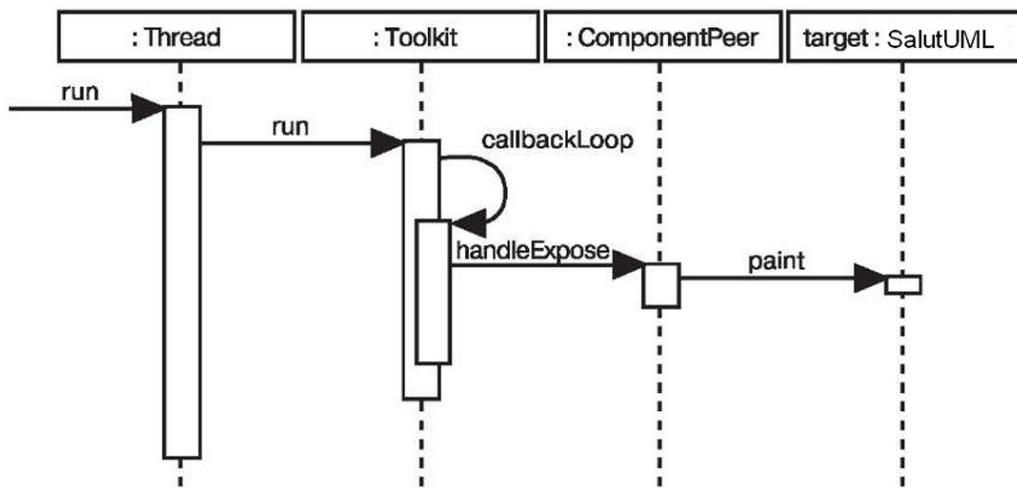 : Thread
: Toolkit
: ComponentPeer
target : SalutUML
run
run
callbackLoop
handleExpose
paint